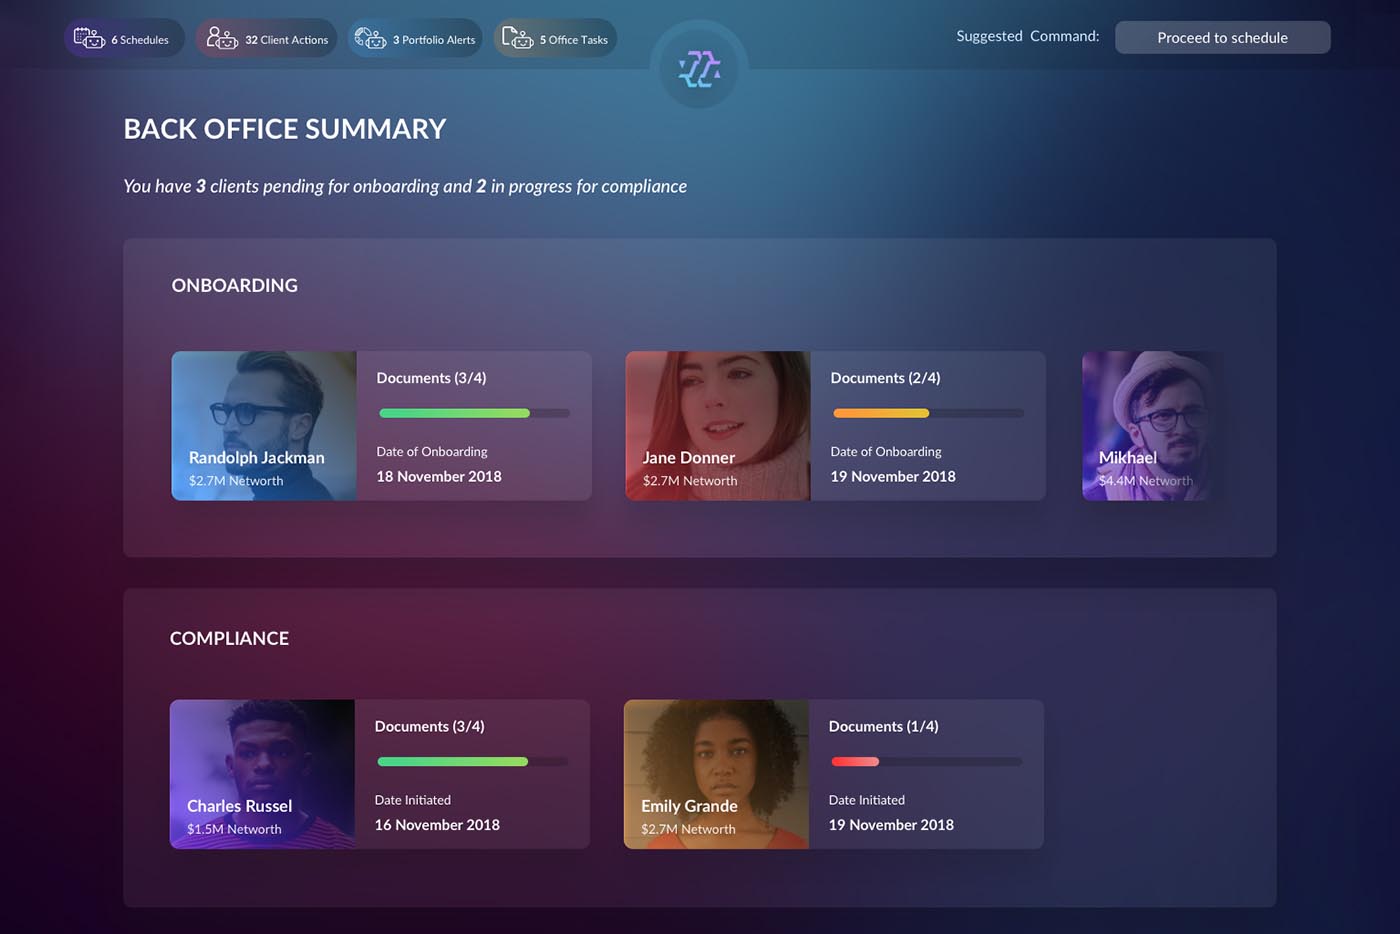 6 Schedules
32 Client Actions
3 Portfolio Alerts
5 Office Tasks
Suggested Command:
Proceed to schedule
BACK OFFICE SUMMARY
You have 3 clients pending for onboarding and 2 in progress for compliance
ONBOARDING
Randolph Jackman
$2.7M Networth
Documents (3/4)
Date of Onboarding
18 November 2018
Jane Donner
$2.7M Networth
Documents (2/4)
Date of Onboarding
19 November 2018
Mikhael
$4.4M Networth
COMPLIANCE
Charles Russel
$1.5M Networth
Documents (3/4)
Date Initiated
16 November 2018
Emily Grande
$2.7M Networth
Documents (1/4)
Date Initiated
19 November 2018